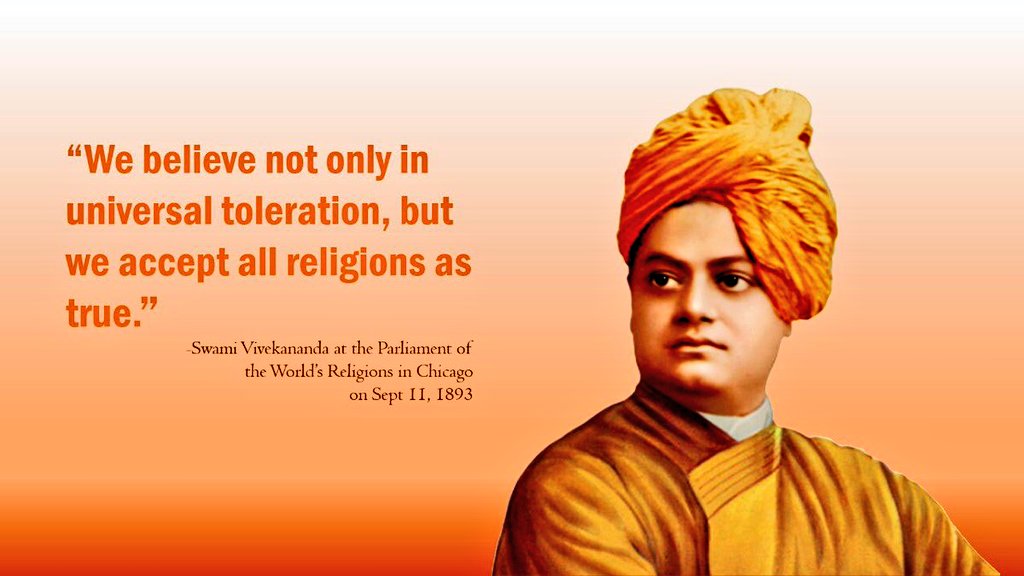 “We believe not only in
universal toleration, but
we accept all religions as
true.”
-Swami Vivekananda at the Parliament of
the World’s Religions in Chicago
on Sept 11, 1893